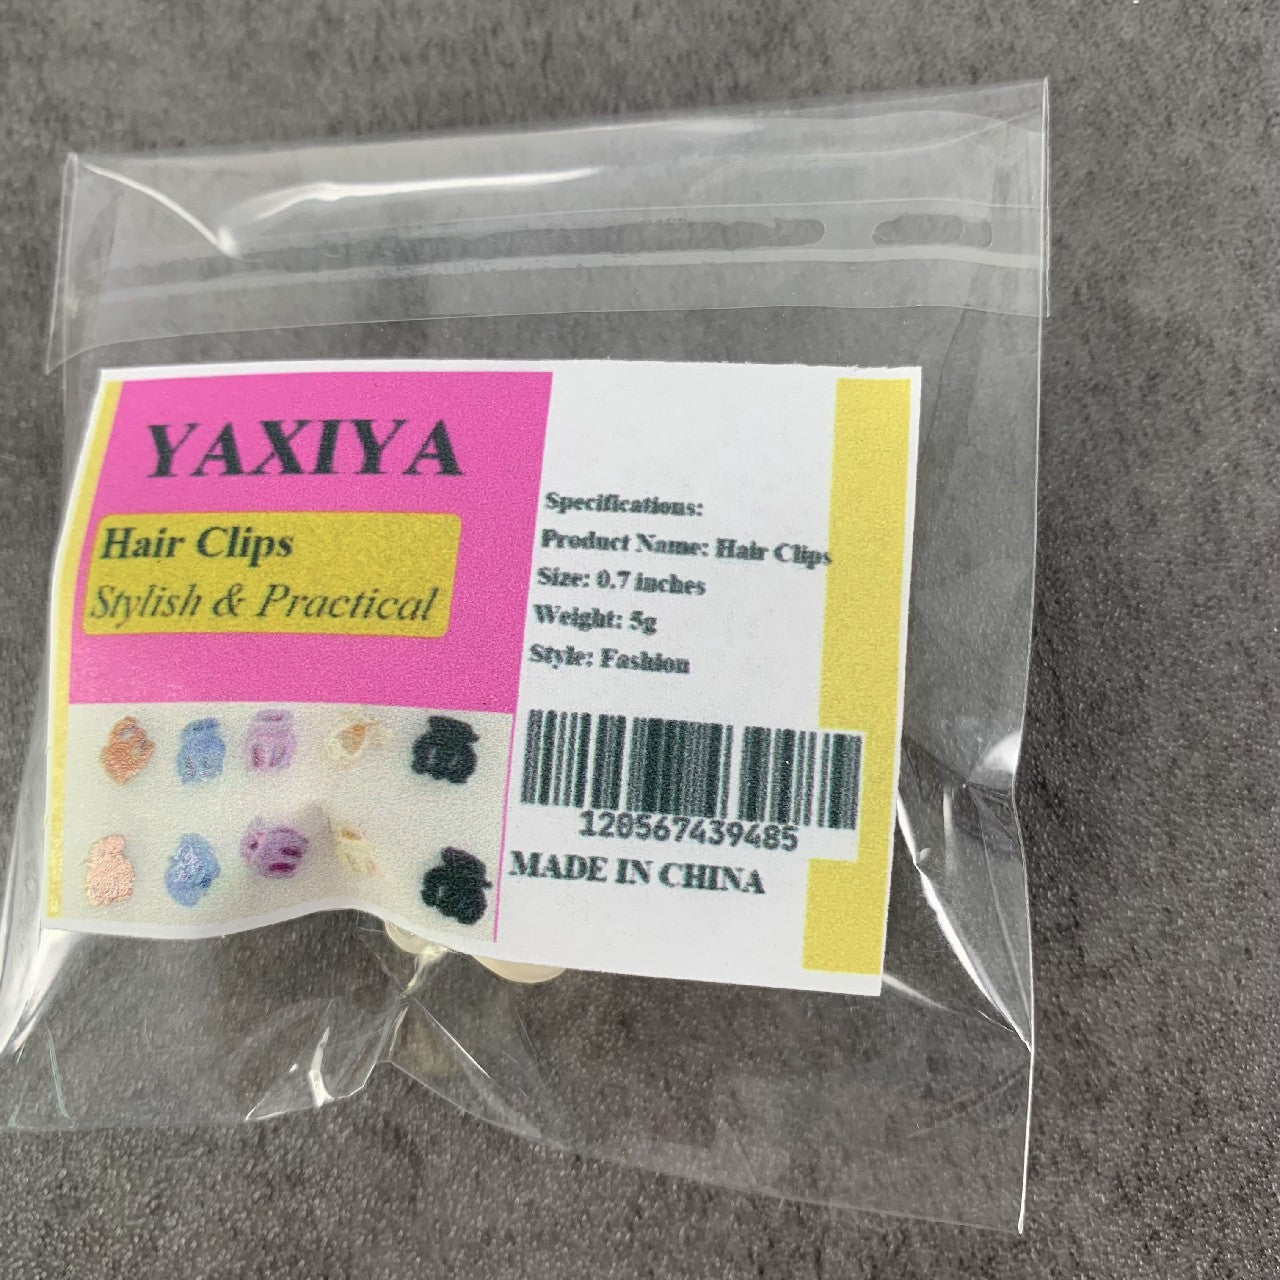 YAXIYA
Hair Clips
Stylish & Practical
Specifications:
Product Name: Hair Clips
Size: 0.7 inches
Weight: 5g
Style: Fashion
120567439485
MADE IN CHINA